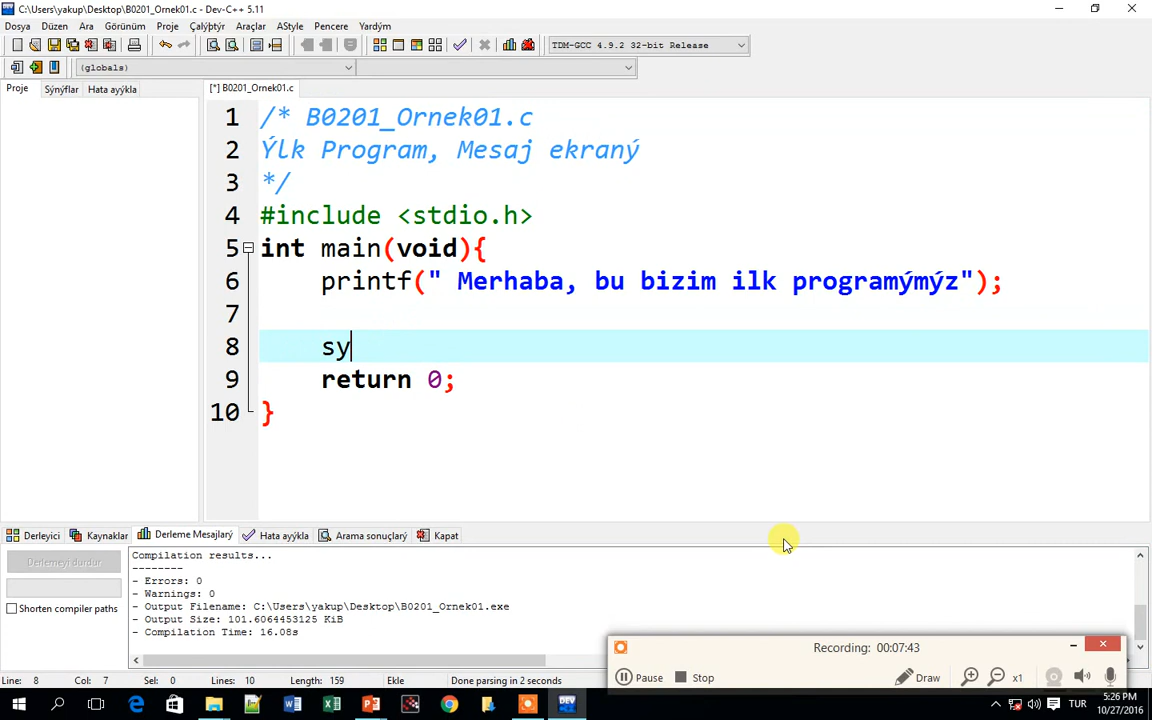 C:\Users\yakup\Desktop\B0201_Ornek01.c - Dev-C++ 5.11
Dosya Düzen Ara Görünüm Proje Çalýþtýr Araçlar AStyle Pencere Yardým
TDM-GCC 4.9.2 32-bit Release
(globals)
Proje Sýnýflar Hata ayýkla
[*] B0201_Ornek01.c
1 /* B0201_Ornek01.c
2 Ýlk Program, Mesaj ekraný
3 */
4 #include <stdio.h>
5 int main(void){
6 printf(" Merhaba, bu bizim ilk programýmýz");
7
8 sy
9 return 0;
10 }
Derleyici Kaynaklar Derleme Mesajlarý Hata ayýkla Arama sonuçlarý Kapat
Derlemeyi durdur
Shorten compiler paths
Compilation results...
--------
- Errors: 0
- Warnings: 0
- Output Filename: C:\Users\yakup\Desktop\B0201_Ornek01.exe
- Output Size: 101.6064453125 KiB
- Compilation Time: 16.08s
Recording: 00:07:43
Pause Stop Draw x1
Line: 8 Col: 7 Sel: 0 Lines: 10 Length: 159 Ekle Done parsing in 2 seconds
TUR
5:26 PM
10/27/2016